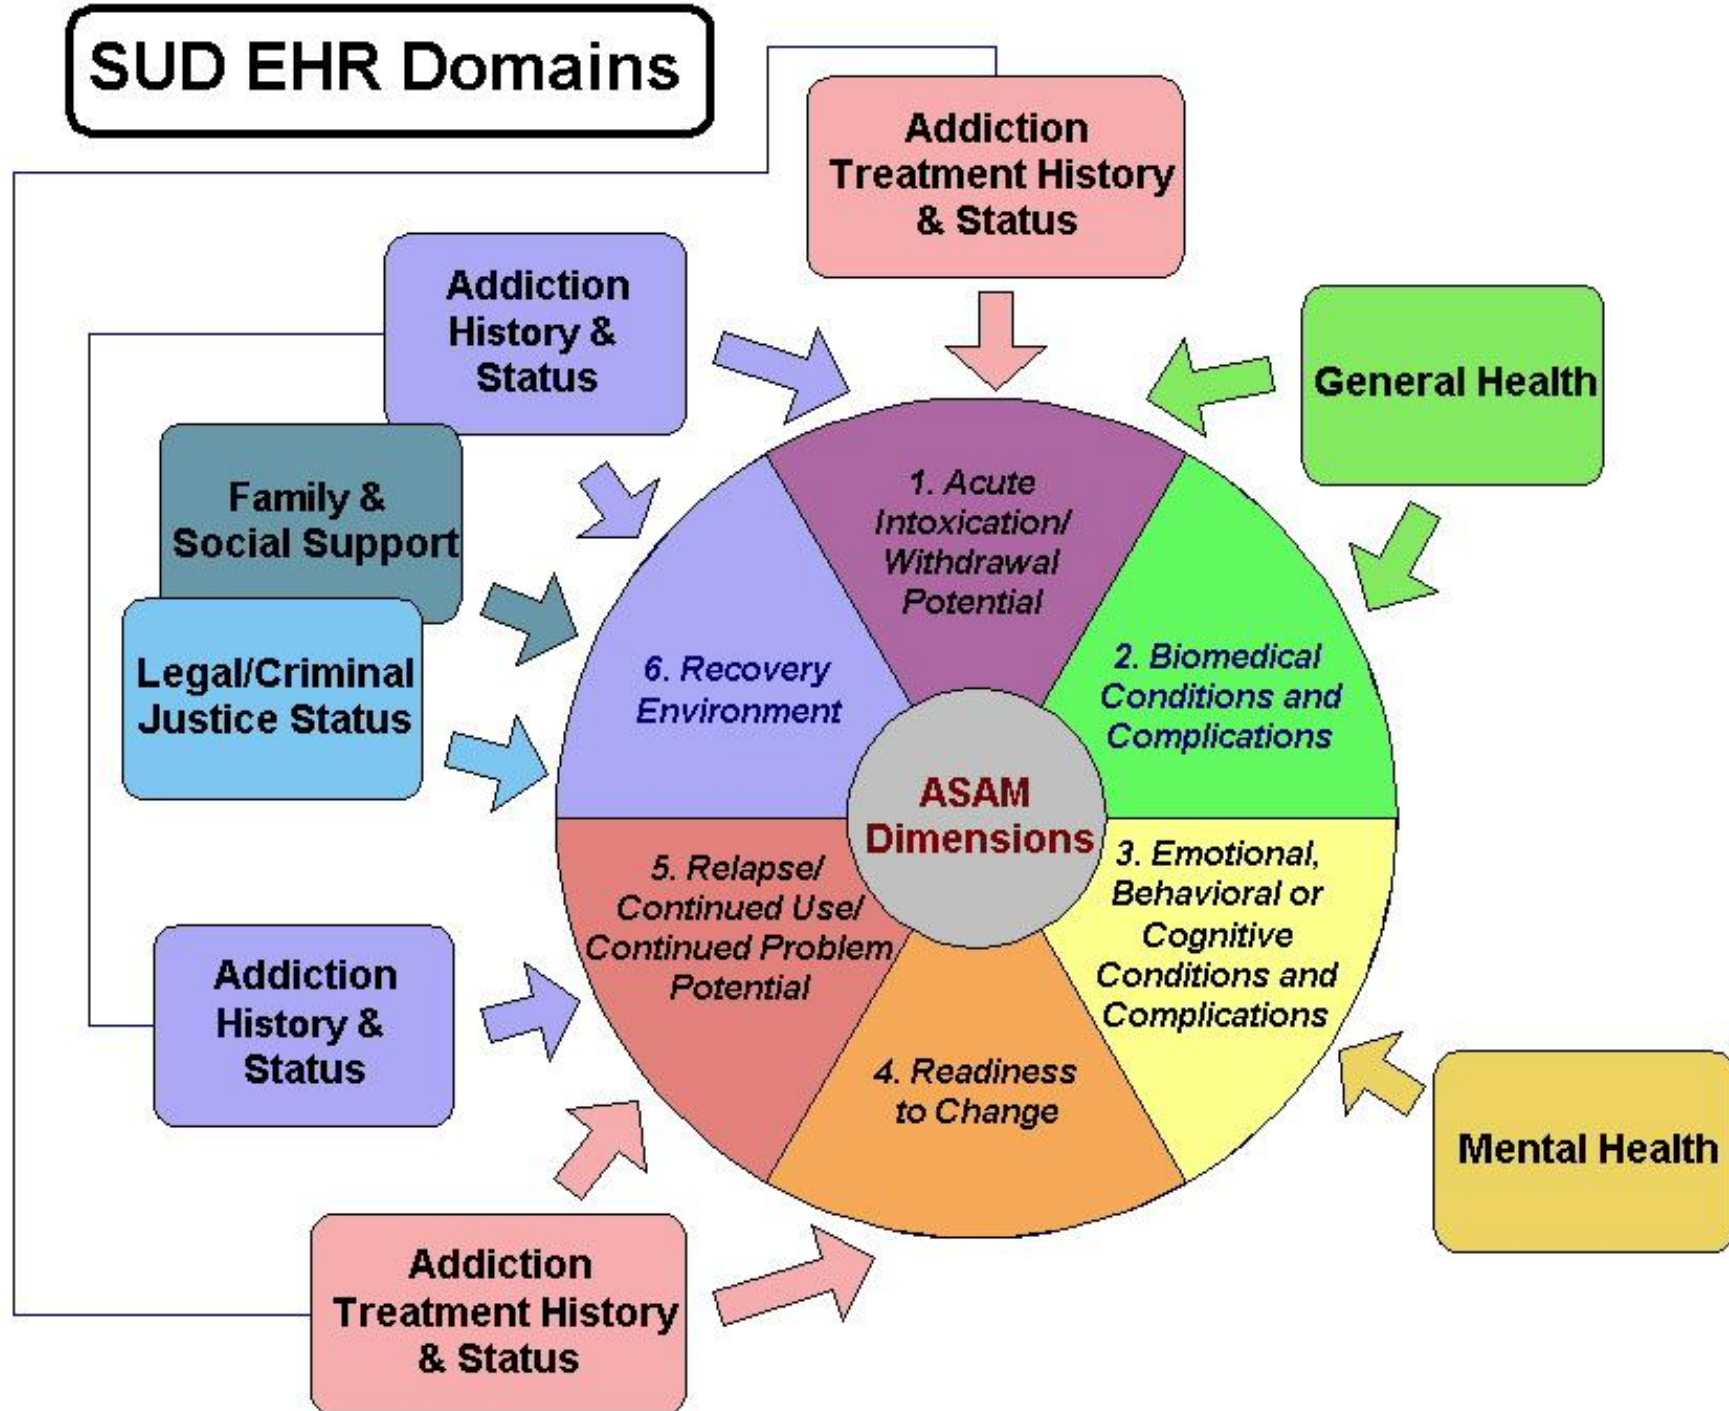 SUD EHR Domains
Addiction
Treatment History
& Status
Addiction
History &
Status
General Health
Family &
Social Support
Legal/Criminal
Justice Status
1. Acute
Intoxication/
Withdrawal
Potential
2. Biomedical
Conditions and
Complications
6. Recovery
Environment
ASAM
Dimensions
3. Emotional,
Behavioral or
Cognitive
Conditions and
Complications
5. Relapse/
Continued Use/
Continued Problem
Potential
4. Readiness
to Change
Addiction
History &
Status
Mental Health
Addiction
Treatment History
& Status